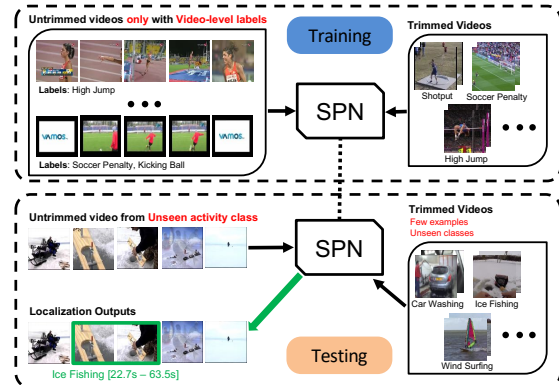 Untrimmed videos only with Video-level labels
Training
Trimmed Videos
Shotput
Soccer Penalty
High Jump
Labels: High Jump
SPN
VAMOS.
VAMOS.
Labels: Soccer Penalty, Kicking Ball
Untrimmed video from Unseen activity class
SPN
Trimmed Videos
Few examples
Unseen classes
Car Washing
Ice Fishing
Wind Surfing
Localization Outputs
Ice Fishing [22.7s – 63.5s]
Testing